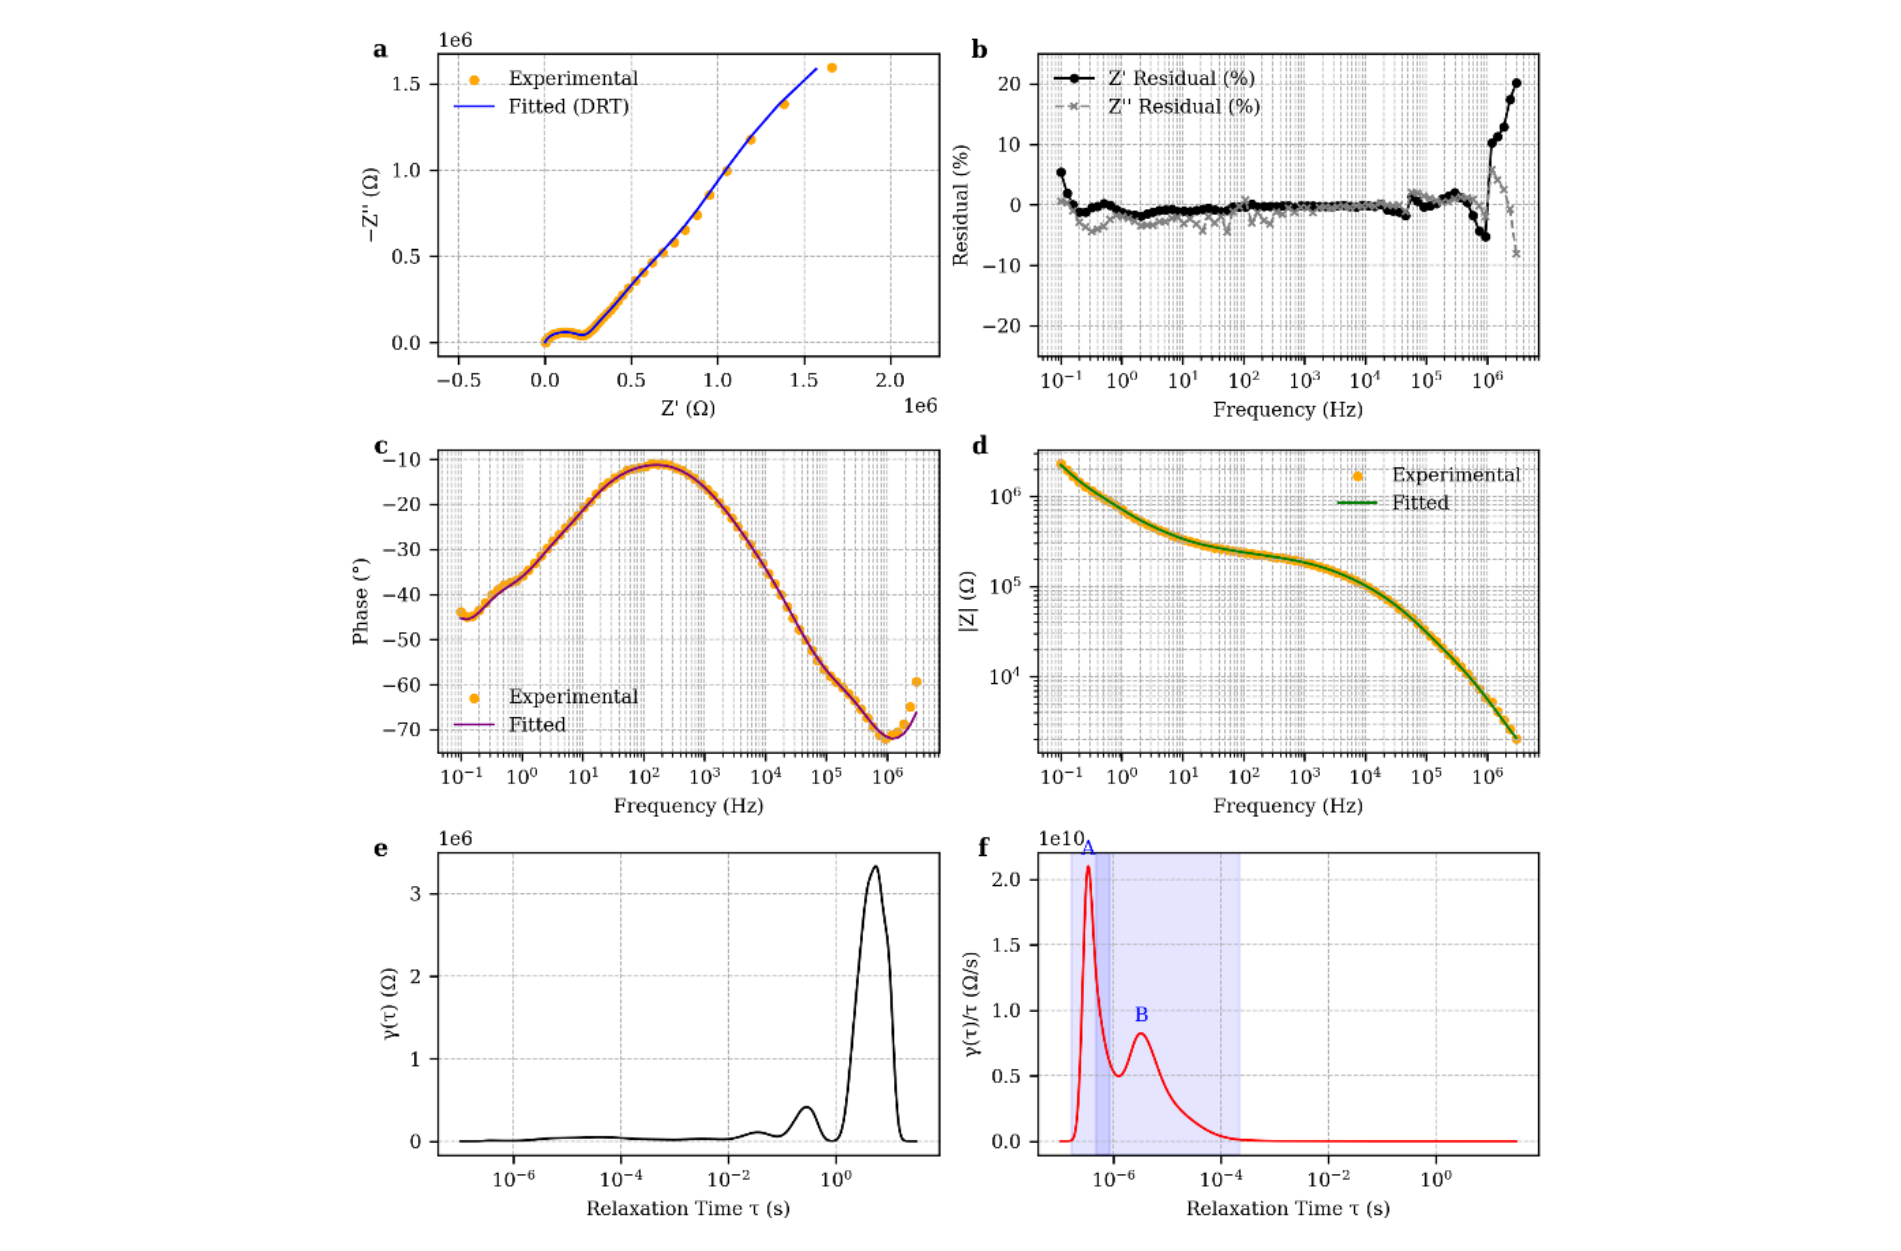 a
1e6
Experimental
Fitted (DRT)
1.5
1.0
0.5
0.0
−Z'' (Ω)
−0.5 0.0 0.5 1.0 1.5 2.0
Z' (Ω)
1e6
b
Z' Residual (%)
Z'' Residual (%)
20
10
0
−10
−20
Residual (%)
10⁻¹ 10⁰ 10¹ 10² 10³ 10⁴ 10⁵ 10⁶
Frequency (Hz)
c
−10
−20
−30
−40
−50
−60
−70
Phase (°)
Experimental
Fitted
10⁻¹ 10⁰ 10¹ 10² 10³ 10⁴ 10⁵ 10⁶
Frequency (Hz)
d
Experimental
Fitted
10⁶
10⁵
10⁴
|Z| (Ω)
10⁻¹ 10⁰ 10¹ 10² 10³ 10⁴ 10⁵ 10⁶
Frequency (Hz)
e
1e6
3
2
1
0
γ(τ) (Ω)
10⁻⁶ 10⁻⁴ 10⁻² 10⁰
Relaxation Time τ (s)
f
1e10
A
B
2.0
1.5
1.0
0.5
0.0
γ(τ)/τ (Ω/s)
10⁻⁶ 10⁻⁴ 10⁻² 10⁰
Relaxation Time τ (s)